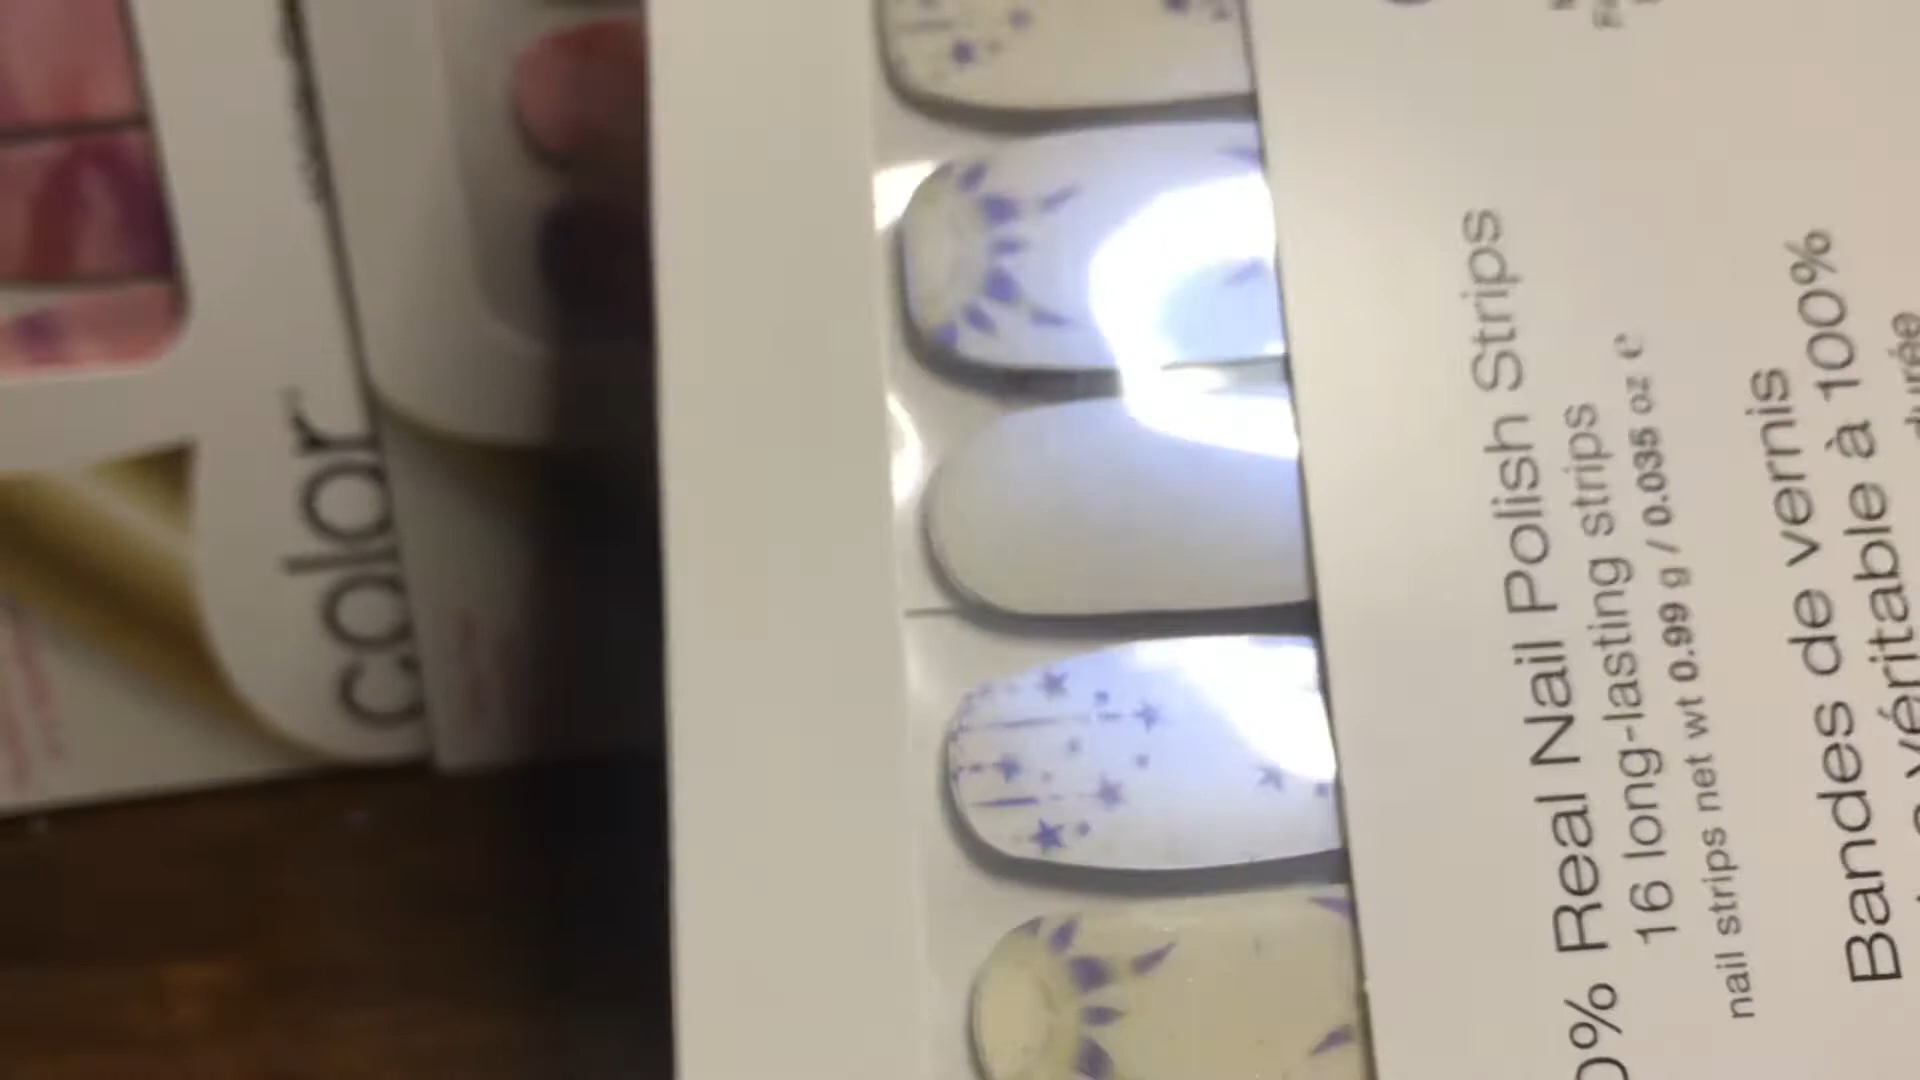 color
0% Real Nail Polish Strips
16 long-lasting strips
nail strips net wt 0.99 g / 0.035 oz ℮
Bandes de vernis
véritable à 100%